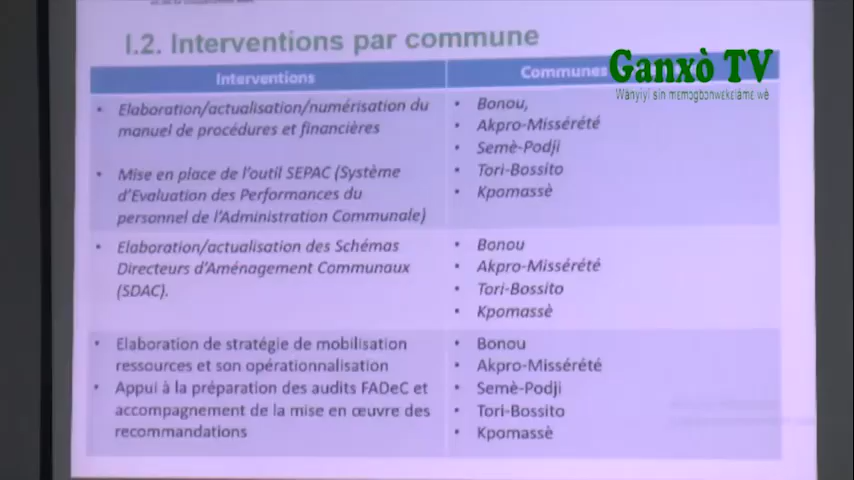 I.2. Interventions par commune
Interventions
Communes
Ganxò TV
• Elaboration/actualisation/numérisation du
manuel de procédures et financières
• Mise en place de l'outil SEPAC (Système
d'Evaluation des Performances du
personnel de l'Administration Communale)
• Bonou,
• Akpro-Missérété
• Semè-Podji
• Tori-Bossito
• Kpomassè
• Elaboration/actualisation des Schémas
Directeurs d'Aménagement Communaux
(SDAC).
• Bonou
• Akpro-Missérété
• Tori-Bossito
• Kpomassè
• Elaboration de stratégie de mobilisation
ressources et son opérationnalisation
• Appui à la préparation des audits FADeC et
accompagnement de la mise en œuvre des
recommandations
• Bonou
• Akpro-Missérété
• Semè-Podji
• Tori-Bossito
• Kpomassè